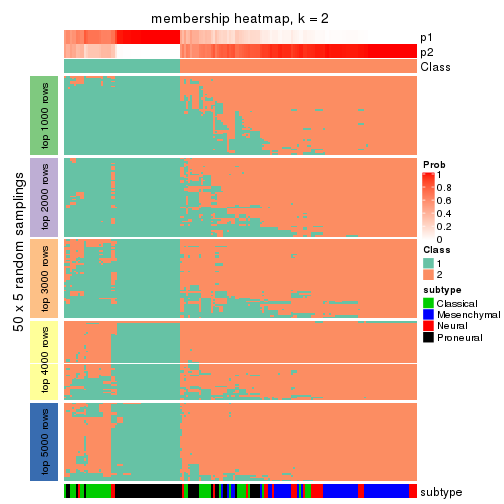 membership heatmap, k = 2
p1
p2
Class
50 x 5 random samplings
top 1000 rows
top 2000 rows
top 3000 rows
top 4000 rows
top 5000 rows
Prob
1
0.8
0.6
0.4
0.2
0
Class
1
2
subtype
Classical
Mesenchymal
Neural
Proneural
subtype